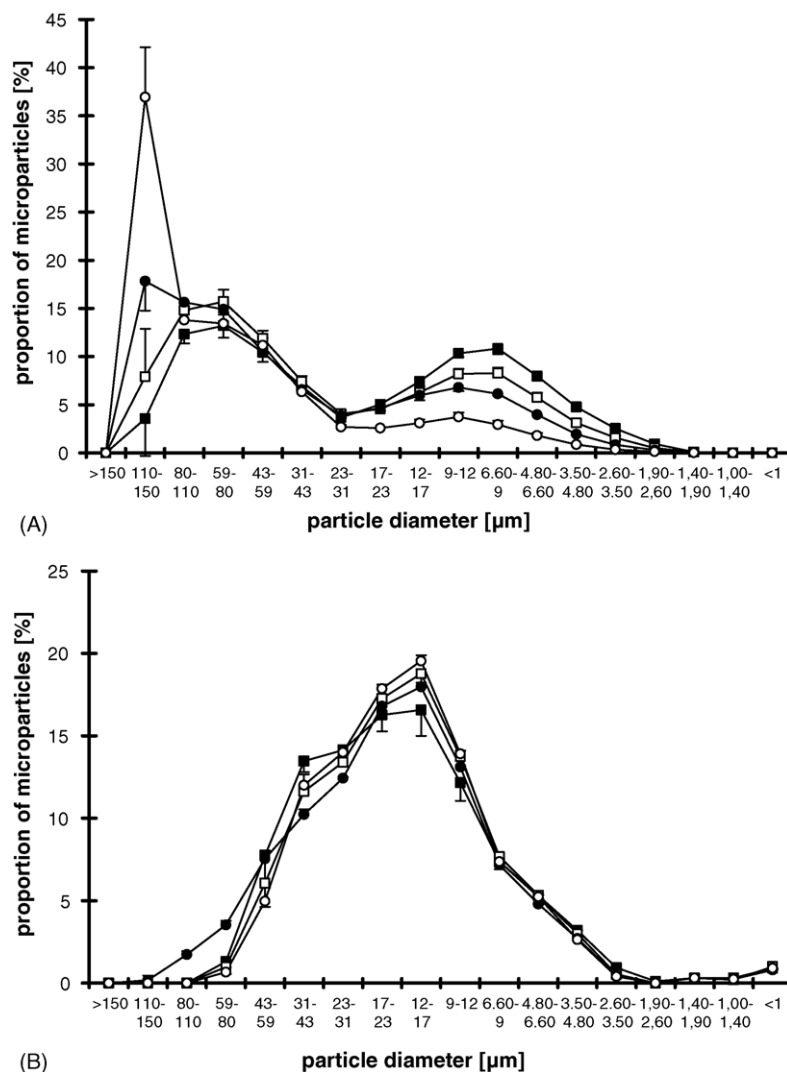 45
40
35
30
25
20
15
10
5
0
proportion of microparticles [%]
>150 110- 80- 59- 43- 31- 23- 17- 12- 9-12 6.60- 4.80- 3.50- 2.60- 1,90- 1,40- 1,00- <1
150 110 80 59 43 31 23 17 9 6.60 4.80 3.50 2,60 1,90 1,40
(A)
particle diameter [µm]
25
20
15
10
5
0
proportion of microparticles [%]
>150 110- 80- 59- 43- 31- 23- 17- 12- 9-12 6.60- 4.80- 3.50- 2.60- 1,90- 1,40- 1,00- <1
150 110 80 59 43 31 23 17 9 6.60 4.80 3.50 2,60 1,90 1,40
(B)
particle diameter [µm]